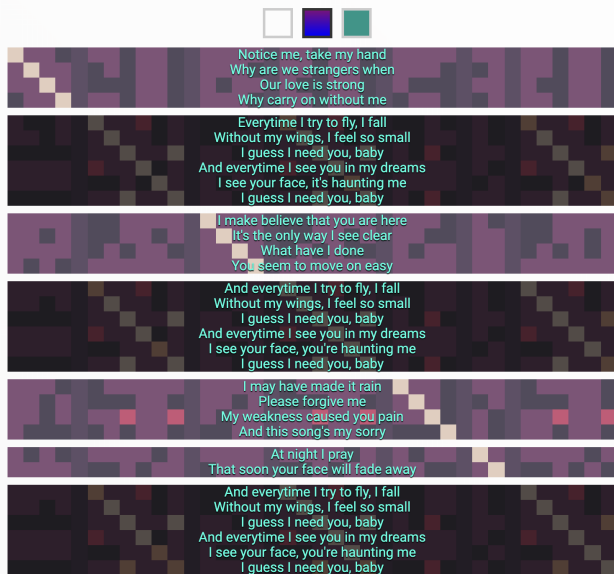 Notice me, take my hand
Why are we strangers when
Our love is strong
Why carry on without me
Everytime I try to fly, I fall
Without my wings, I feel so small
I guess I need you, baby
And everytime I see you in my dreams
I see your face, it's haunting me
I guess I need you, baby
I make believe that you are here
It's the only way I see clear
What have I done
You seem to move on easy
And everytime I try to fly, I fall
Without my wings, I feel so small
I guess I need you, baby
And everytime I see you in my dreams
I see your face, you're haunting me
I guess I need you, baby
I may have made it rain
Please forgive me
My weakness caused you pain
And this song's my sorry
At night I pray
That soon your face will fade away
And everytime I try to fly, I fall
Without my wings, I feel so small
I guess I need you, baby
And everytime I see you in my dreams
I see your face, you're haunting me
I guess I need you, baby